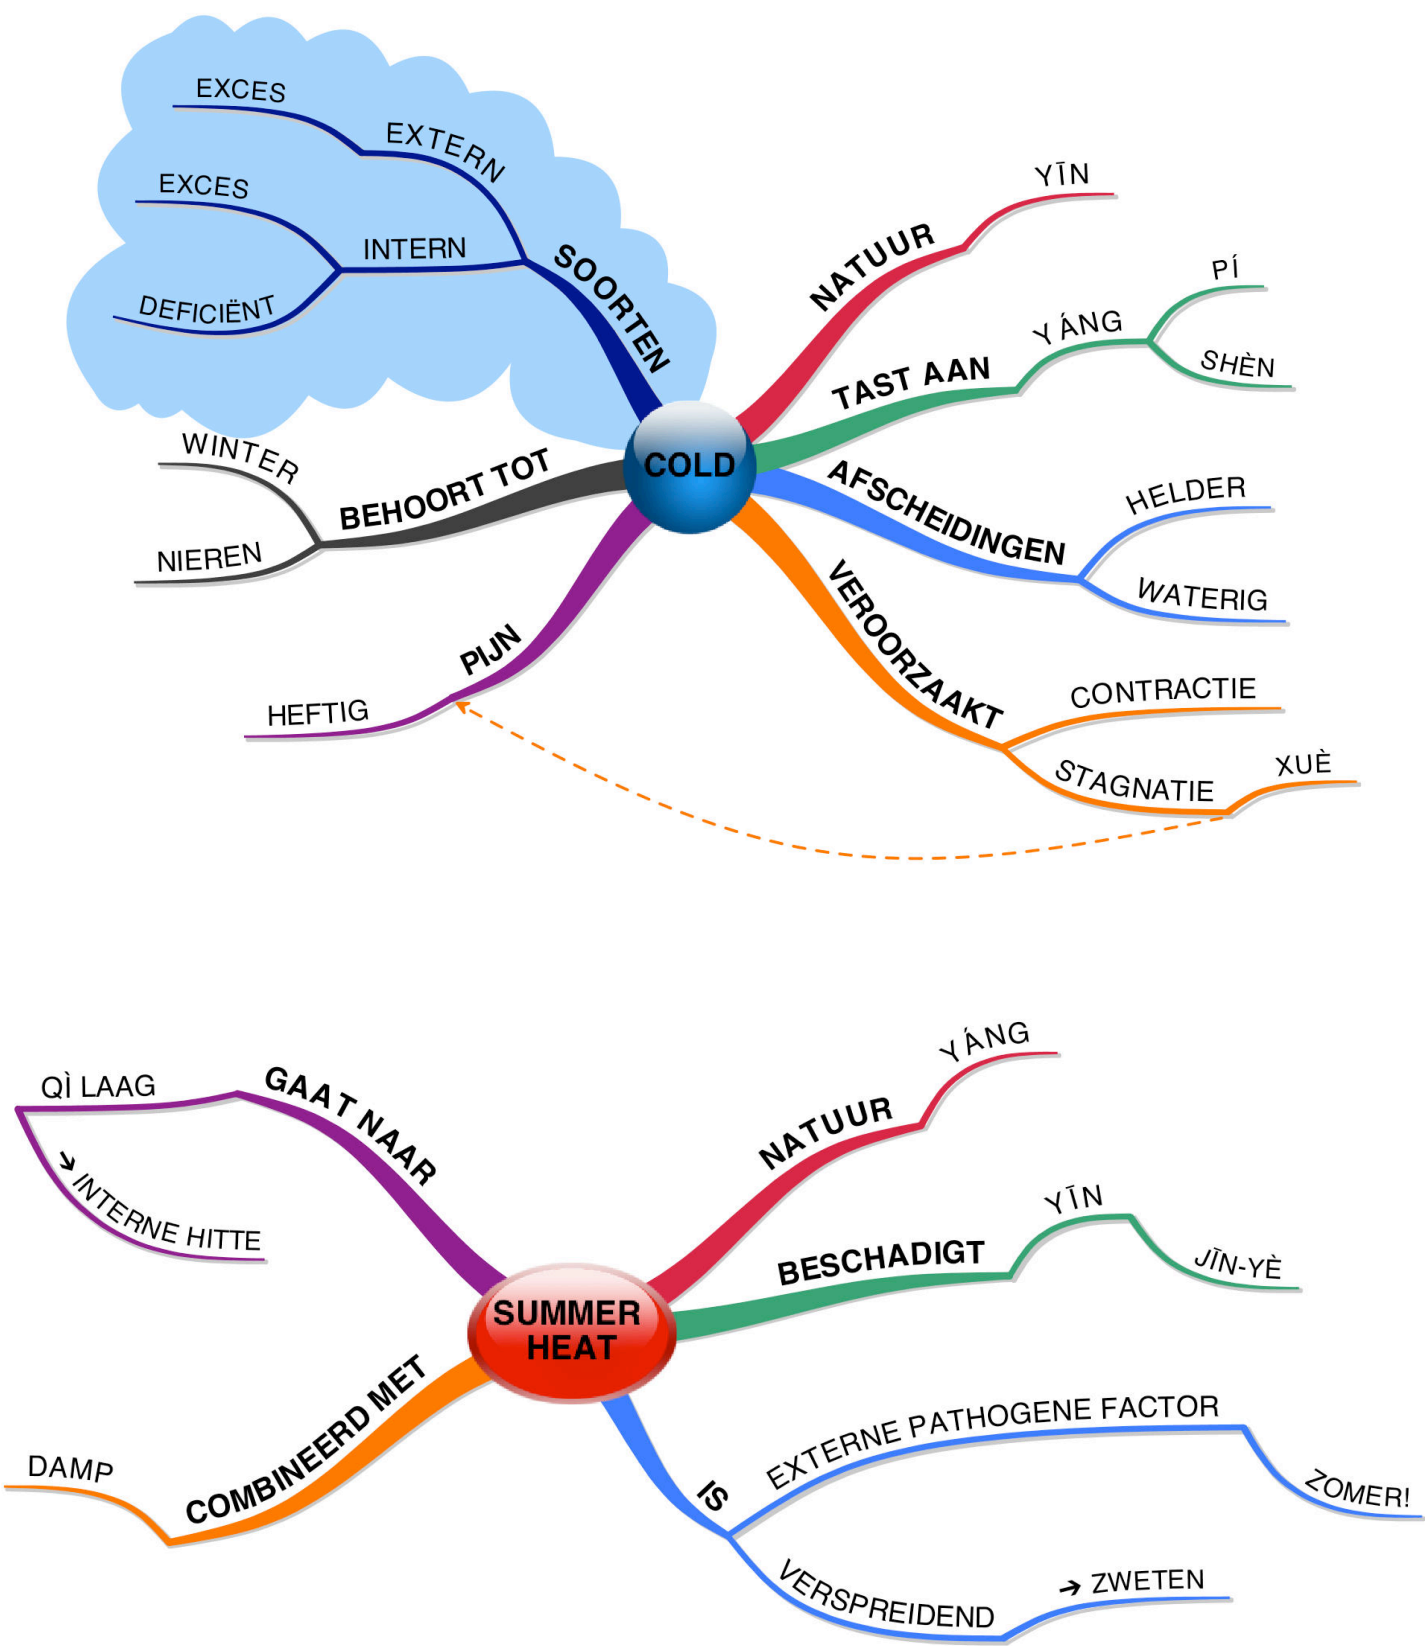 EXCES
EXTERN
EXCES
INTERN
DEFICIËNT
SOORTEN
NATUUR
YĪN
TAST AAN
YÁNG
PÍ
SHÈN
COLD
AFSCHEIDINGEN
HELDER
WATERIG
VEROORZAAKT
CONTRACTIE
STAGNATIE
XUÈ
WINTER
BEHOORT TOT
NIEREN
PIJN
HEFTIG
QÌ LAAG
GAAT NAAR
➔ INTERNE HITTE
NATUUR
YÁNG
BESCHADIGT
YĪN
JĪN-YÈ
SUMMER
HEAT
COMBINEERD MET
DAMP
IS
EXTERNE PATHOGENE FACTOR
ZOMER!
VERSPREIDEND
➔ ZWETEN